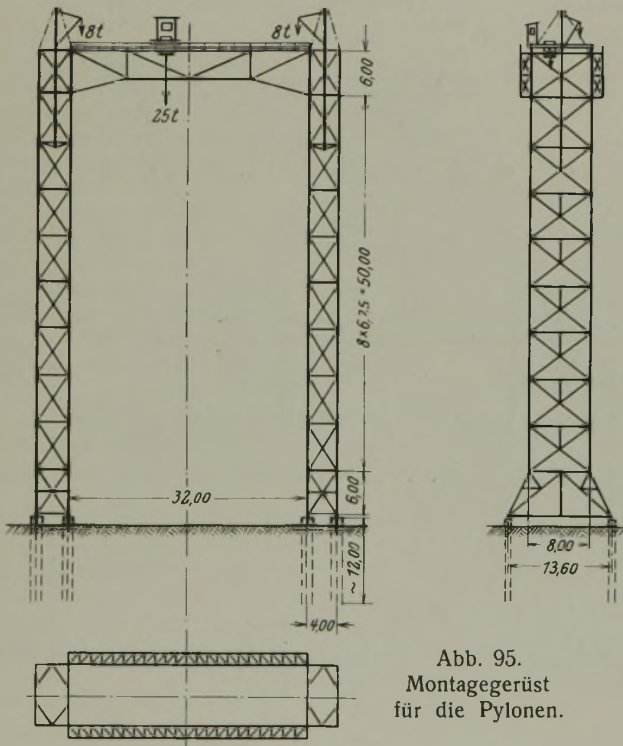 8t
8t
25t
6,00
8×6,25 = 50,00
32,00
6,00
~ 12,00
4,00
8,00
13,60
Abb. 95.
Montagegerüst
für die Pylonen.